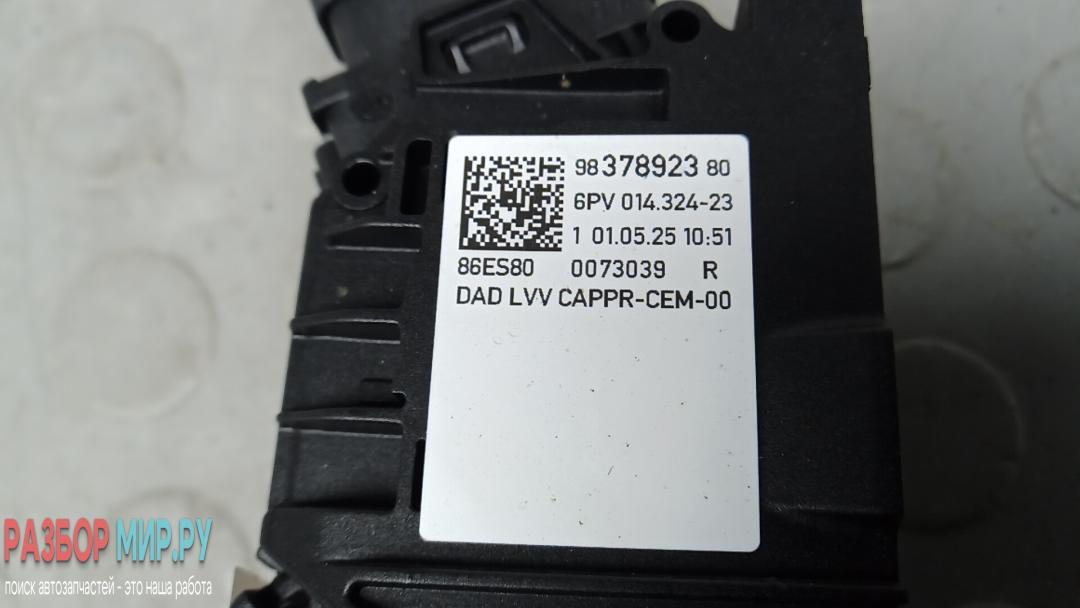 98 378923 80
6PV 014.324-23
1 01.05.25 10:51
86ES80 0073039 R
DAD LVV CAPPR-CEM-00
РАЗБОР МИР.РУ
поиск автозапчастей - это наша работа